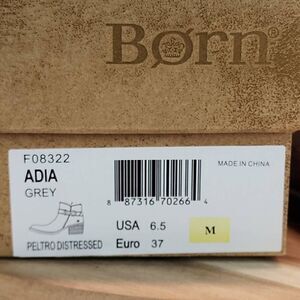 Børn®
F08322
ADIA
GREY
MADE IN CHINA
8 87316 70266 4
PELTRO DISTRESSED
USA 6.5
Euro 37
M